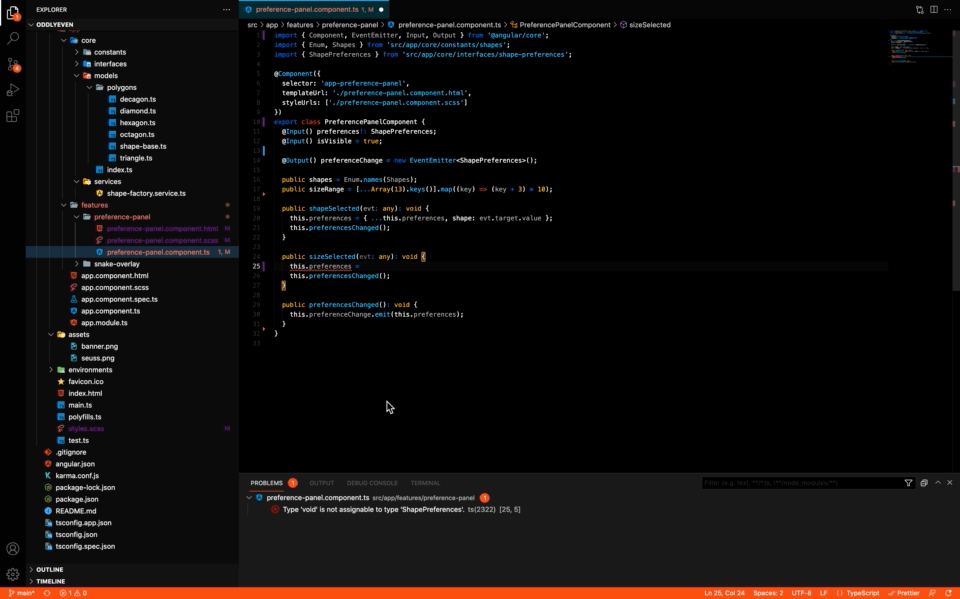 EXPLORER
ODDLYEVEN
core
constants
interfaces
models
polygons
decagon.ts
diamond.ts
hexagon.ts
octagon.ts
shape-base.ts
triangle.ts
index.ts
services
shape-factory.service.ts
features
preference-panel
preference-panel.component.html M
preference-panel.component.scss M
preference-panel.component.ts 1, M
snake-overlay
app.component.html
app.component.scss
app.component.spec.ts
app.component.ts
app.module.ts
assets
banner.png
seuss.png
environments
favicon.ico
index.html
main.ts
polyfills.ts
styles.scss M
test.ts
.gitignore
angular.json
karma.conf.js
package-lock.json
package.json
README.md
tsconfig.app.json
tsconfig.json
tsconfig.spec.json
OUTLINE
TIMELINE
preference-panel.component.ts 1, M
src > app > features > preference-panel > preference-panel.component.ts > PreferencePanelComponent > sizeSelected
1 import { Component, EventEmitter, Input, Output } from '@angular/core';
2 import { Enum, Shapes } from 'src/app/core/constants/shapes';
3 import { ShapePreferences } from 'src/app/core/interfaces/shape-preferences';
4
5 @Component({
6 selector: 'app-preference-panel',
7 templateUrl: './preference-panel.component.html',
8 styleUrls: ['./preference-panel.component.scss']
9 })
10 export class PreferencePanelComponent {
11 @Input() preferences!: ShapePreferences;
12 @Input() isVisible = true;
13
14 @Output() preferenceChange = new EventEmitter<ShapePreferences>();
15
16 public shapes = Enum.names(Shapes);
17 public sizeRange = [...Array(13).keys()].map((key) => (key + 3) * 10);
18
19 public shapeSelected(evt: any): void {
20 this.preferences = { ...this.preferences, shape: evt.target.value };
21 this.preferencesChanged();
22 }
23
24 public sizeSelected(evt: any): void {
25 this.preferences =
26 this.preferencesChanged();
27 }
28
29 public preferencesChanged(): void {
30 this.preferenceChange.emit(this.preferences);
31 }
32 }
33
PROBLEMS 1 OUTPUT DEBUG CONSOLE TERMINAL
Filter (e.g. text, **/*.ts, !**/node_modules/**)
preference-panel.component.ts src/app/features/preference-panel 1
Type 'void' is not assignable to type 'ShapePreferences'. ts(2322) [25, 5]
main* 1 0 Ln 25, Col 24 Spaces: 2 UTF-8 LF TypeScript Prettier